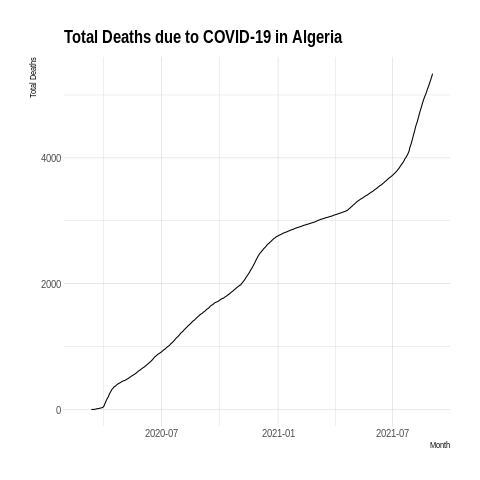 Total Deaths due to COVID-19 in Algeria
Total Deaths
4000
2000
0
2020-07
2021-01
2021-07
Month